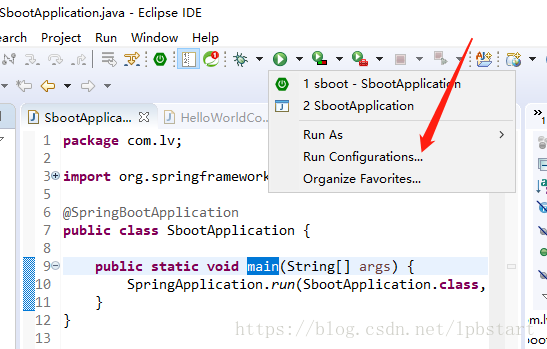 SbootApplication.java - Eclipse IDE
Search Project Run Window Help
1 sboot - SbootApplication
2 SbootApplication
Run As
Run Configurations...
Organize Favorites...
SbootApplica...
HelloWorldCo...
1 package com.lv;
2
3 import org.springframework
5
6 @SpringBootApplication
7 public class SbootApplication {
8
9 public static void main(String[] args) {
10 SpringApplication.run(SbootApplication.class,
11 }
12 }
13
https://blog.csdn.net/lpbstart